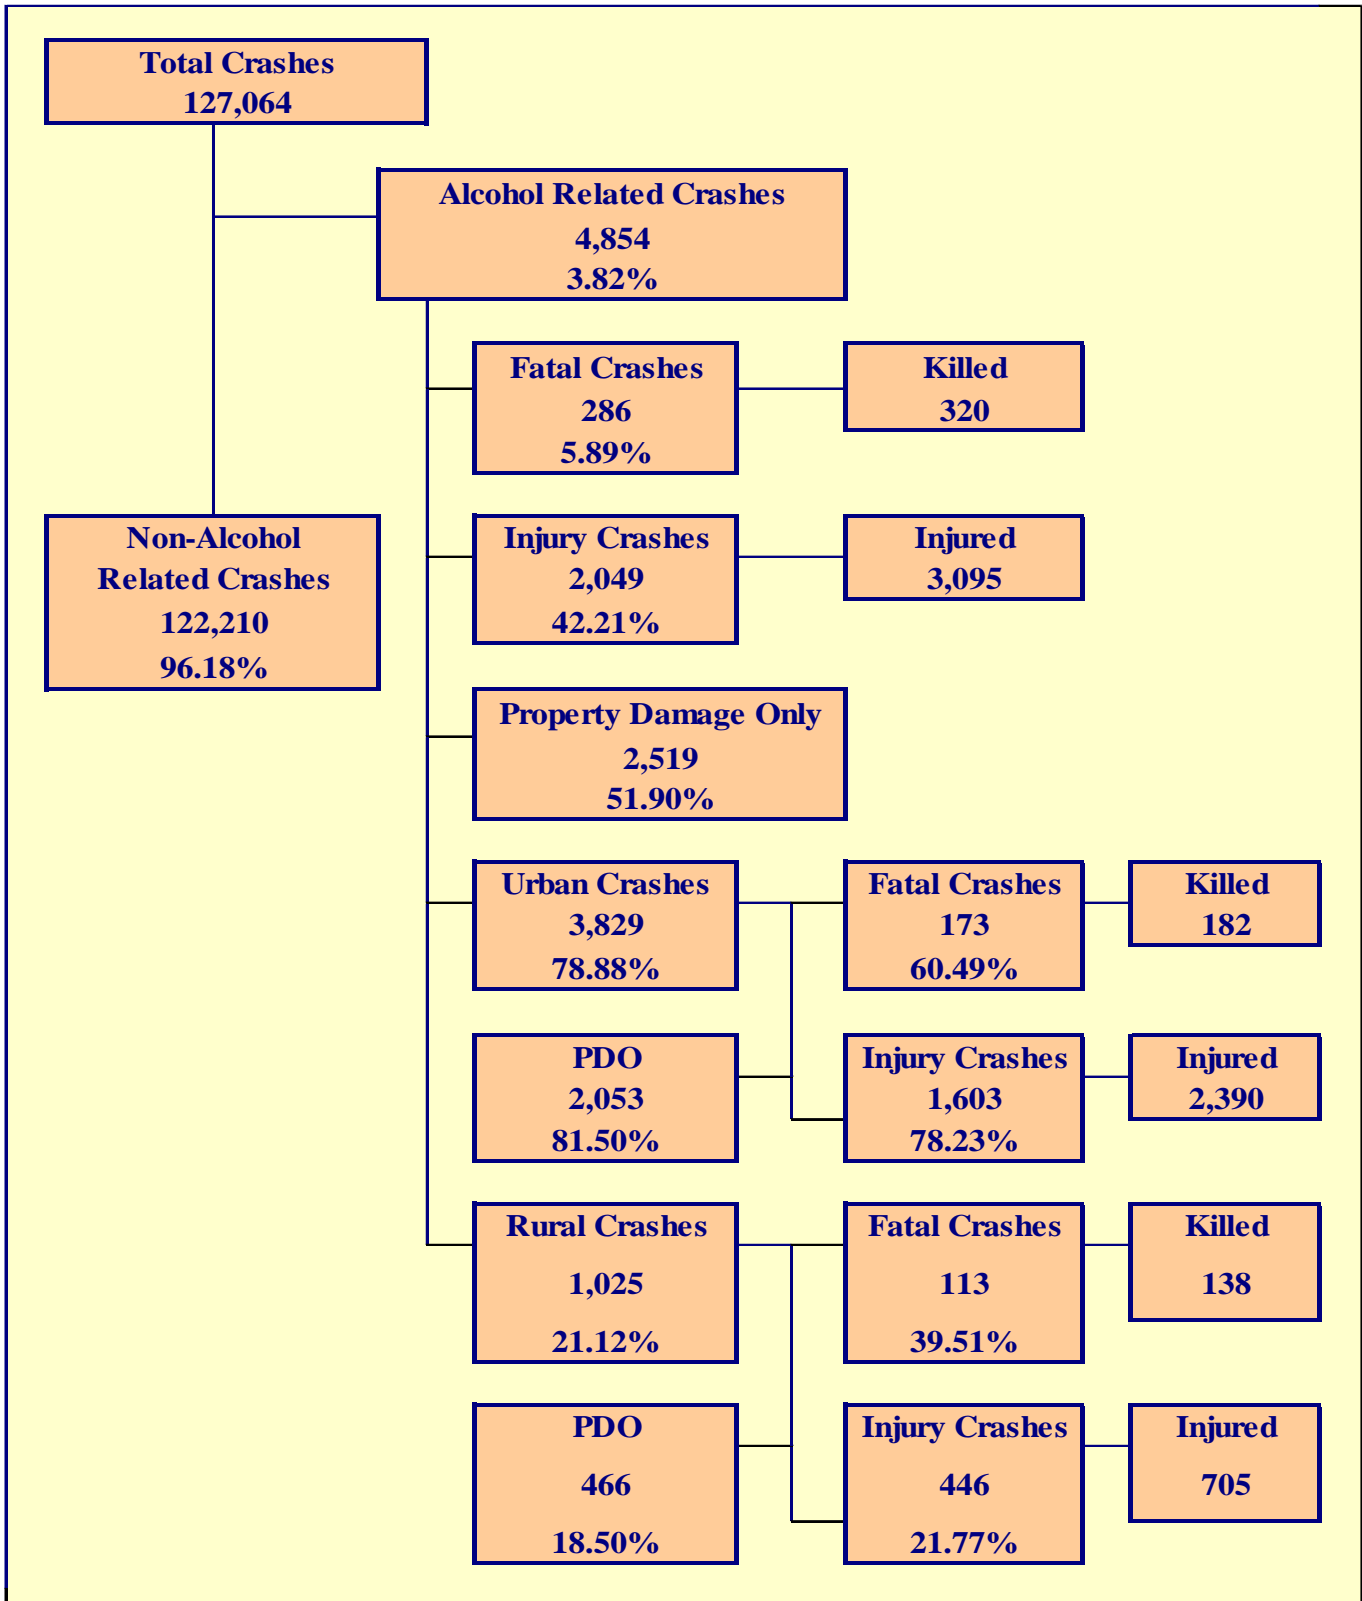 Total Crashes
127,064
Alcohol Related Crashes
4,854
3.82%
Fatal Crashes
286
5.89%
Killed
320
Non-Alcohol
Related Crashes
122,210
96.18%
Injury Crashes
2,049
42.21%
Injured
3,095
Property Damage Only
2,519
51.90%
Urban Crashes
3,829
78.88%
Fatal Crashes
173
60.49%
Killed
182
PDO
2,053
81.50%
Injury Crashes
1,603
78.23%
Injured
2,390
Rural Crashes
1,025
21.12%
Fatal Crashes
113
39.51%
Killed
138
PDO
466
18.50%
Injury Crashes
446
21.77%
Injured
705